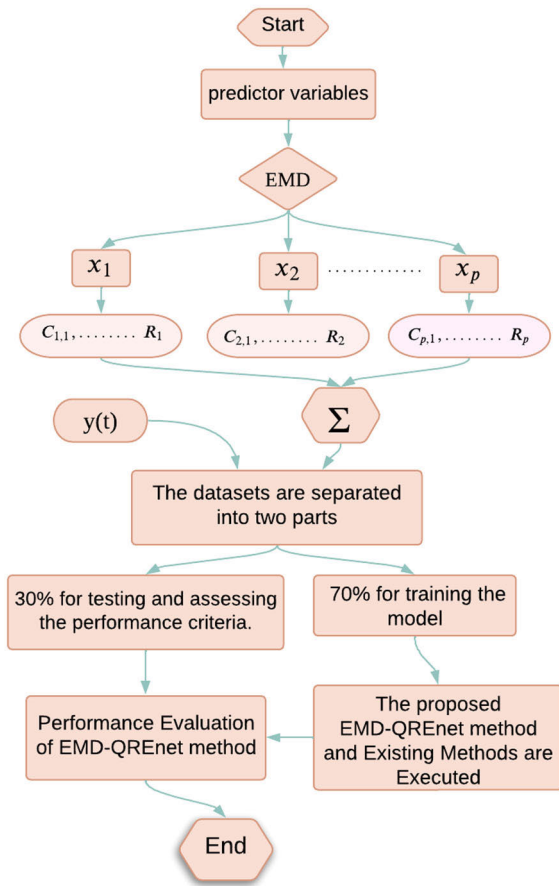 Start
predictor variables
EMD
x₁
x₂ ............. xₚ
C₁,₁,........ R₁
C₂,₁,........ R₂
Cₚ,₁,........ Rₚ
y(t)
Σ
The datasets are separated
into two parts
30% for testing and assessing
the performance criteria.
70% for training the
model
Performance Evaluation
of EMD-QREnet method
The proposed
EMD-QREnet method
and Existing Methods are
Executed
End